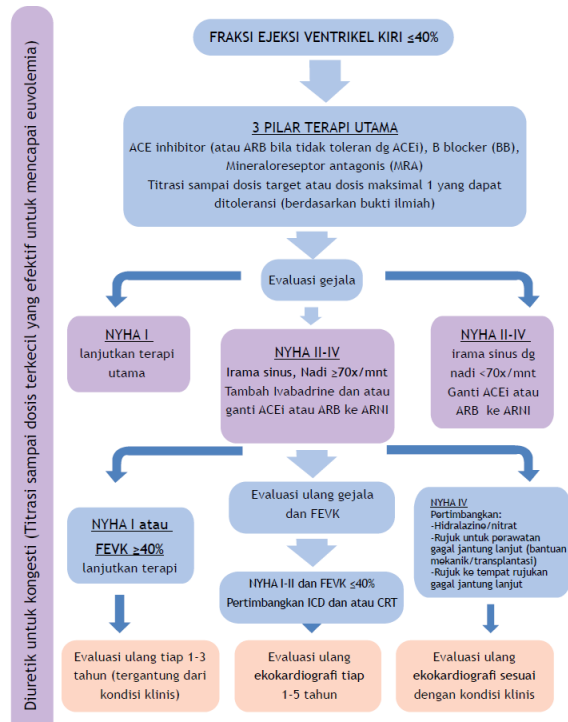 Diuretik untuk kongesti (Titrasi sampai dosis terkecil yang efektif untuk mencapai euvolemia)
FRAKSI EJEKSI VENTRIKEL KIRI ≤40%
3 PILAR TERAPI UTAMA
ACE inhibitor (atau ARB bila tidak toleran dg ACEi), B blocker (BB),
Mineraloreseptor antagonis (MRA)
Titrasi sampai dosis target atau dosis maksimal 1 yang dapat
ditoleransi (berdasarkan bukti ilmiah)
Evaluasi gejala
NYHA I
lanjutkan terapi
utama
NYHA II-IV
Irama sinus, Nadi ≥70x/mnt
Tambah Ivabadrine dan atau
ganti ACEi atau ARB ke ARNI
NYHA II-IV
irama sinus dg
nadi <70x/mnt
Ganti ACEi atau
ARB ke ARNI
NYHA I atau
FEVK ≥40%
lanjutkan terapi
Evaluasi ulang gejala
dan FEVK
NYHA I-II dan FEVK ≤40%
Pertimbangkan ICD dan atau CRT
NYHA IV
Pertimbangan:
-Hidralazine/nitrat
-Rujuk untuk perawatan
gagal jantung lanjut (bantuan
mekanik/transplantasi)
-Rujuk ke tempat rujukan
gagal jantung lanjut
Evaluasi ulang tiap 1-3
tahun (tergantung dari
kondisi klinis)
Evaluasi ulang
ekokardiografi tiap
1-5 tahun
Evaluasi ulang
ekokardiografi sesuai
dengan kondisi klinis